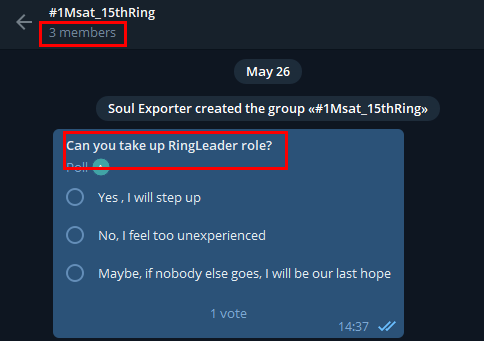 #1Msat_15thRing
3 members
May 26
Soul Exporter created the group «#1Msat_15thRing»
Can you take up RingLeader role?
Poll
Yes , I will step up
No, I feel too unexperienced
Maybe, if nobody else goes, I will be our last hope
1 vote
14:37